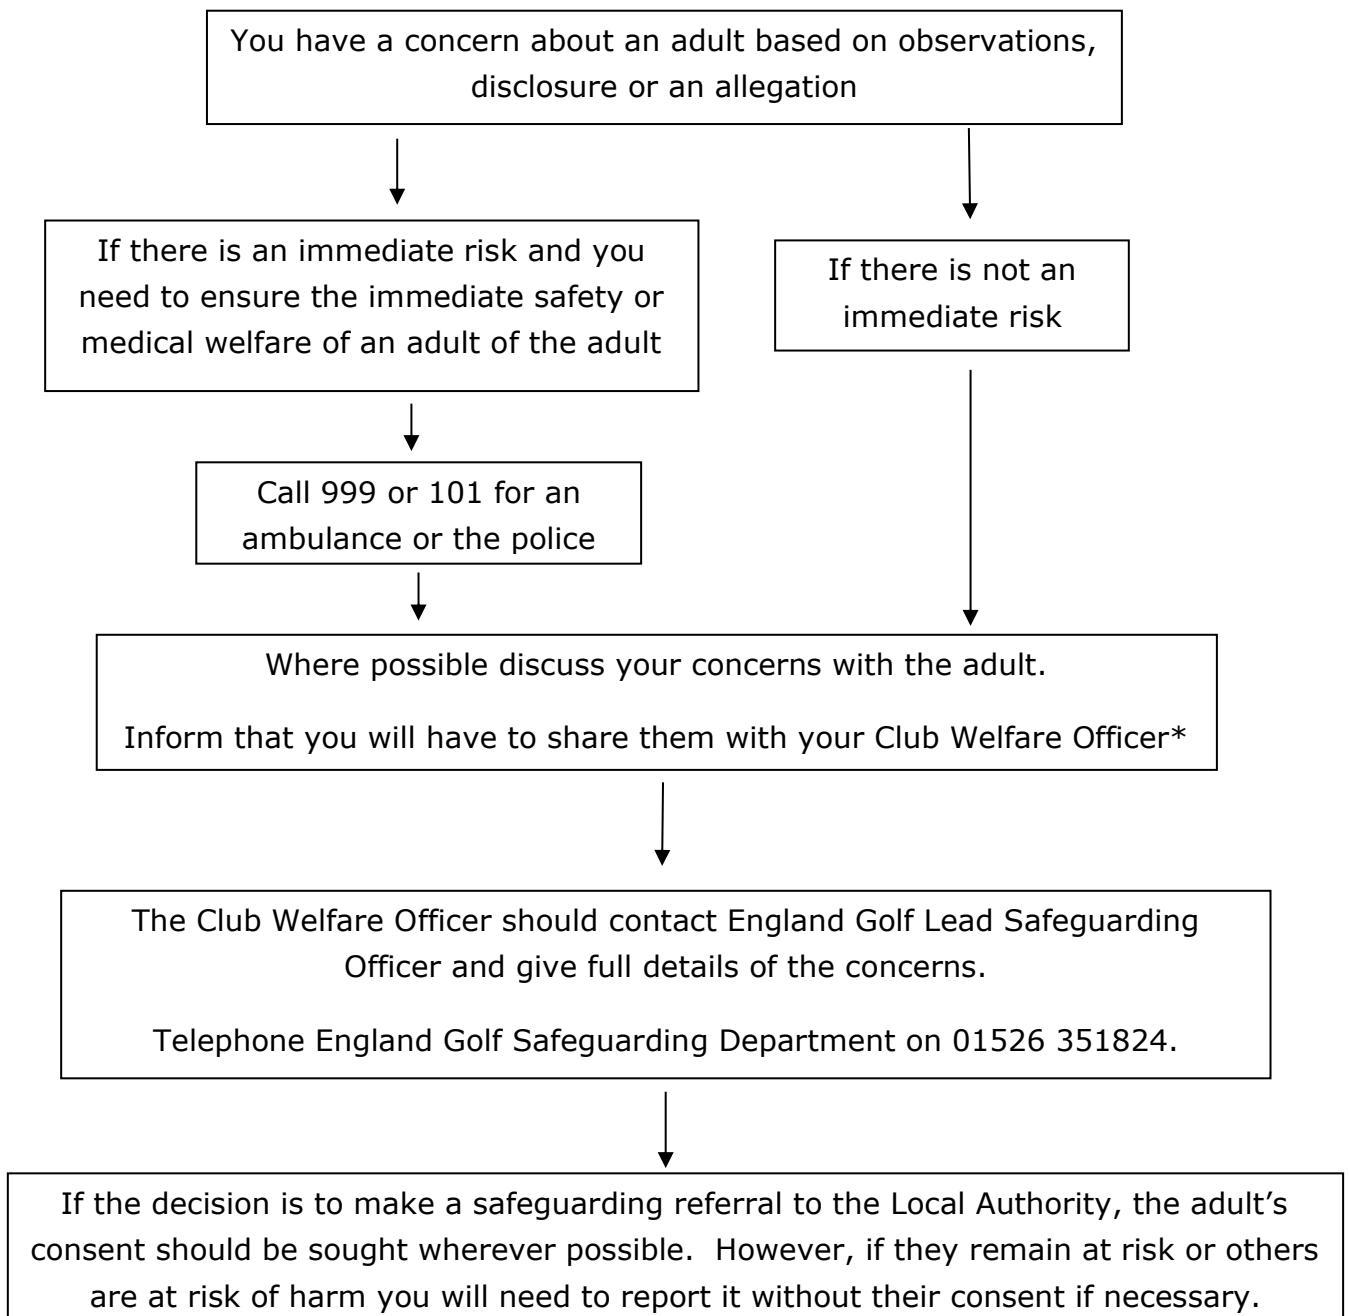 You have a concern about an adult based on observations,
disclosure or an allegation
If there is an immediate risk and you
need to ensure the immediate safety or
medical welfare of an adult of the adult
If there is not an
immediate risk
Call 999 or 101 for an
ambulance or the police
Where possible discuss your concerns with the adult.
Inform that you will have to share them with your Club Welfare Officer*
The Club Welfare Officer should contact England Golf Lead Safeguarding
Officer and give full details of the concerns.
Telephone England Golf Safeguarding Department on 01526 351824.
If the decision is to make a safeguarding referral to the Local Authority, the adult’s
consent should be sought wherever possible.  However, if they remain at risk or others
are at risk of harm you will need to report it without their consent if necessary.